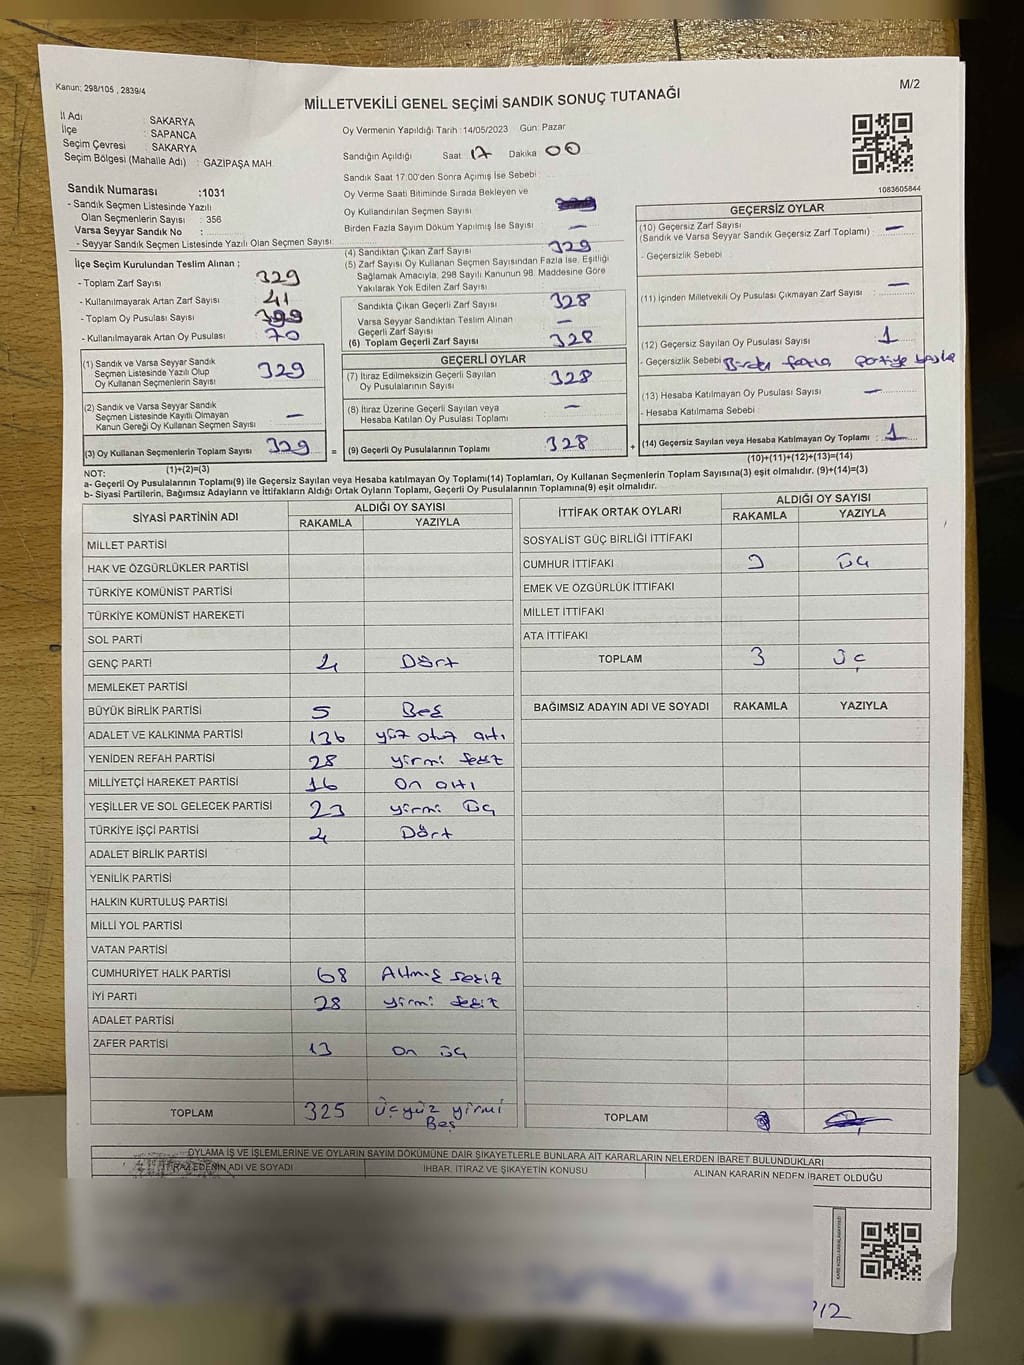 Kanun; 298/105 , 2839/4
M/2
MİLLETVEKİLİ GENEL SEÇİMİ SANDIK SONUÇ TUTANAĞI
İl Adı : SAKARYA
İlçe : SAPANCA
Seçim Çevresi : SAKARYA
Seçim Bölgesi (Mahalle Adı) : GAZİPAŞA MAH.
Sandık Numarası :1031
- Sandık Seçmen Listesinde Yazılı
Olan Seçmenlerin Sayısı : 356
Varsa Seyyar Sandık No :
- Seyyar Sandık Seçmen Listesinde Yazılı Olan Seçmen Sayısı:
Oy Vermenin Yapıldığı Tarih :14/05/2023 Gün: Pazar
Sandığın Açıldığı Saat 17 Dakika 00
Sandık Saat 17:00'den Sonra Açımış İse Sebebi :
Oy Verme Saati Bitiminde Sırada Bekleyen ve
Oy Kullandırılan Seçmen Sayısı
Birden Fazla Sayım Döküm Yapılmış İse Sayısı : —
1083605844
İlçe Seçim Kurulundan Teslim Alınan ;
- Toplam Zarf Sayısı 329
- Kullanılmayarak Artan Zarf Sayısı : 41
- Toplam Oy Pusulası Sayısı : 399
- Kullanılmayarak Artan Oy Pusulası : 70
(1) Sandık ve Varsa Seyyar Sandık
Seçmen Listesinde Yazılı Olup
Oy Kullanan Seçmenlerin Sayısı 329
(2) Sandık ve Varsa Seyyar Sandık
Seçmen Listesinde Kayıtlı Olmayan
Kanun Gereği Oy Kullanan Seçmen Sayısı —
(3) Oy Kullanan Seçmenlerin Toplam Sayısı 329
(4) Sandıktan Çıkan Zarf Sayısı 329
(5) Zarf Sayısı Oy Kullanan Seçmen Sayısından Fazla İse, Eşitliği
Sağlamak Amacıyla, 298 Sayılı Kanunun 98. Maddesine Göre
Yakılarak Yok Edilen Zarf Sayısı
Sandıkta Çıkan Geçerli Zarf Sayısı 328
Varsa Seyyar Sandıktan Teslim Alınan
Geçerli Zarf Sayısı —
(6) Toplam Geçerli Zarf Sayısı : 328
GEÇERLİ OYLAR
(7) İtiraz Edilmeksizin Geçerli Sayılan
Oy Pusulalarının Sayısı 328
(8) İtiraz Üzerine Geçerli Sayılan veya
Hesaba Katılan Oy Pusulası Toplamı —
= (9) Geçerli Oy Pusulalarının Toplamı 328
GEÇERSİZ OYLAR
(10) Geçersiz Zarf Sayısı —
(Sandık ve Varsa Seyyar Sandık Geçersiz Zarf Toplamı) :
- Geçersizlik Sebebi :
(11) İçinden Milletvekili Oy Pusulası Çıkmayan Zarf Sayısı : —
(12) Geçersiz Sayılan Oy Pusulası Sayısı : 1
- Geçersizlik Sebebi fazla partiye
(13) Hesaba Katılmayan Oy Pusulası Sayısı : —
- Hesaba Katılmama Sebebi :
+ (14) Geçersiz Sayılan veya Hesaba Katılmayan Oy Toplamı : 1
NOT: (1)+(2)=(3)
(10)+(11)+(12)+(13)=(14)
a- Geçerli Oy Pusulalarının Toplamı(9) ile Geçersiz Sayılan veya Hesaba katılmayan Oy Toplamı(14) Toplamları, Oy Kullanan Seçmenlerin Toplam Sayısına(3) eşit olmalıdır. (9)+(14)=(3)
b- Siyasi Partilerin, Bağımsız Adayların ve İttifakların Aldığı Ortak Oyların Toplamı, Geçerli Oy Pusulalarının Toplamına(9) eşit olmalıdır.
SİYASİ PARTİNİN ADI ALDIĞI OY SAYISI
RAKAMLA YAZIYLA
MİLLET PARTİSİ
HAK VE ÖZGÜRLÜKLER PARTİSİ
TÜRKİYE KOMÜNİST PARTİSİ
TÜRKİYE KOMÜNİST HAREKETİ
SOL PARTİ
GENÇ PARTİ 4 Dört
MEMLEKET PARTİSİ
BÜYÜK BİRLİK PARTİSİ 5 Beş
ADALET VE KALKINMA PARTİSİ 136 yüz otuz altı
YENİDEN REFAH PARTİSİ 28 yirmi sekiz
MİLLİYETÇİ HAREKET PARTİSİ 16 On altı
YEŞİLLER VE SOL GELECEK PARTİSİ 23 yirmi üç
TÜRKİYE İŞÇİ PARTİSİ 4 Dört
ADALET BİRLİK PARTİSİ
YENİLİK PARTİSİ
HALKIN KURTULUŞ PARTİSİ
MİLLİ YOL PARTİSİ
VATAN PARTİSİ
CUMHURİYET HALK PARTİSİ 68 Altmış sekiz
İYİ PARTİ 28 yirmi sekiz
ADALET PARTİSİ
ZAFER PARTİSİ 13 On üç
TOPLAM 325 Üçyüz yirmi
Beş
İTTİFAK ORTAK OYLARI ALDIĞI OY SAYISI
RAKAMLA YAZIYLA
SOSYALİST GÜÇ BİRLİĞİ İTTİFAKI
CUMHUR İTTİFAKI 3 Üç
EMEK VE ÖZGÜRLÜK İTTİFAKI
MİLLET İTTİFAKI
ATA İTTİFAKI
TOPLAM 3 Üç
BAĞIMSIZ ADAYIN ADI VE SOYADI RAKAMLA YAZIYLA
TOPLAM
OYLAMA İŞ VE İŞLEMLERİNE VE OYLARIN SAYIM DÖKÜMÜNE DAİR ŞİKAYETLERLE BUNLARA AİT KARARLARIN NELERDEN İBARET BULUNDUKLARI
İTİRAZ EDENİN ADI VE SOYADI İHBAR, İTİRAZ VE ŞİKAYETİN KONUSU ALINAN KARARIN NEDEN İBARET OLDUĞU